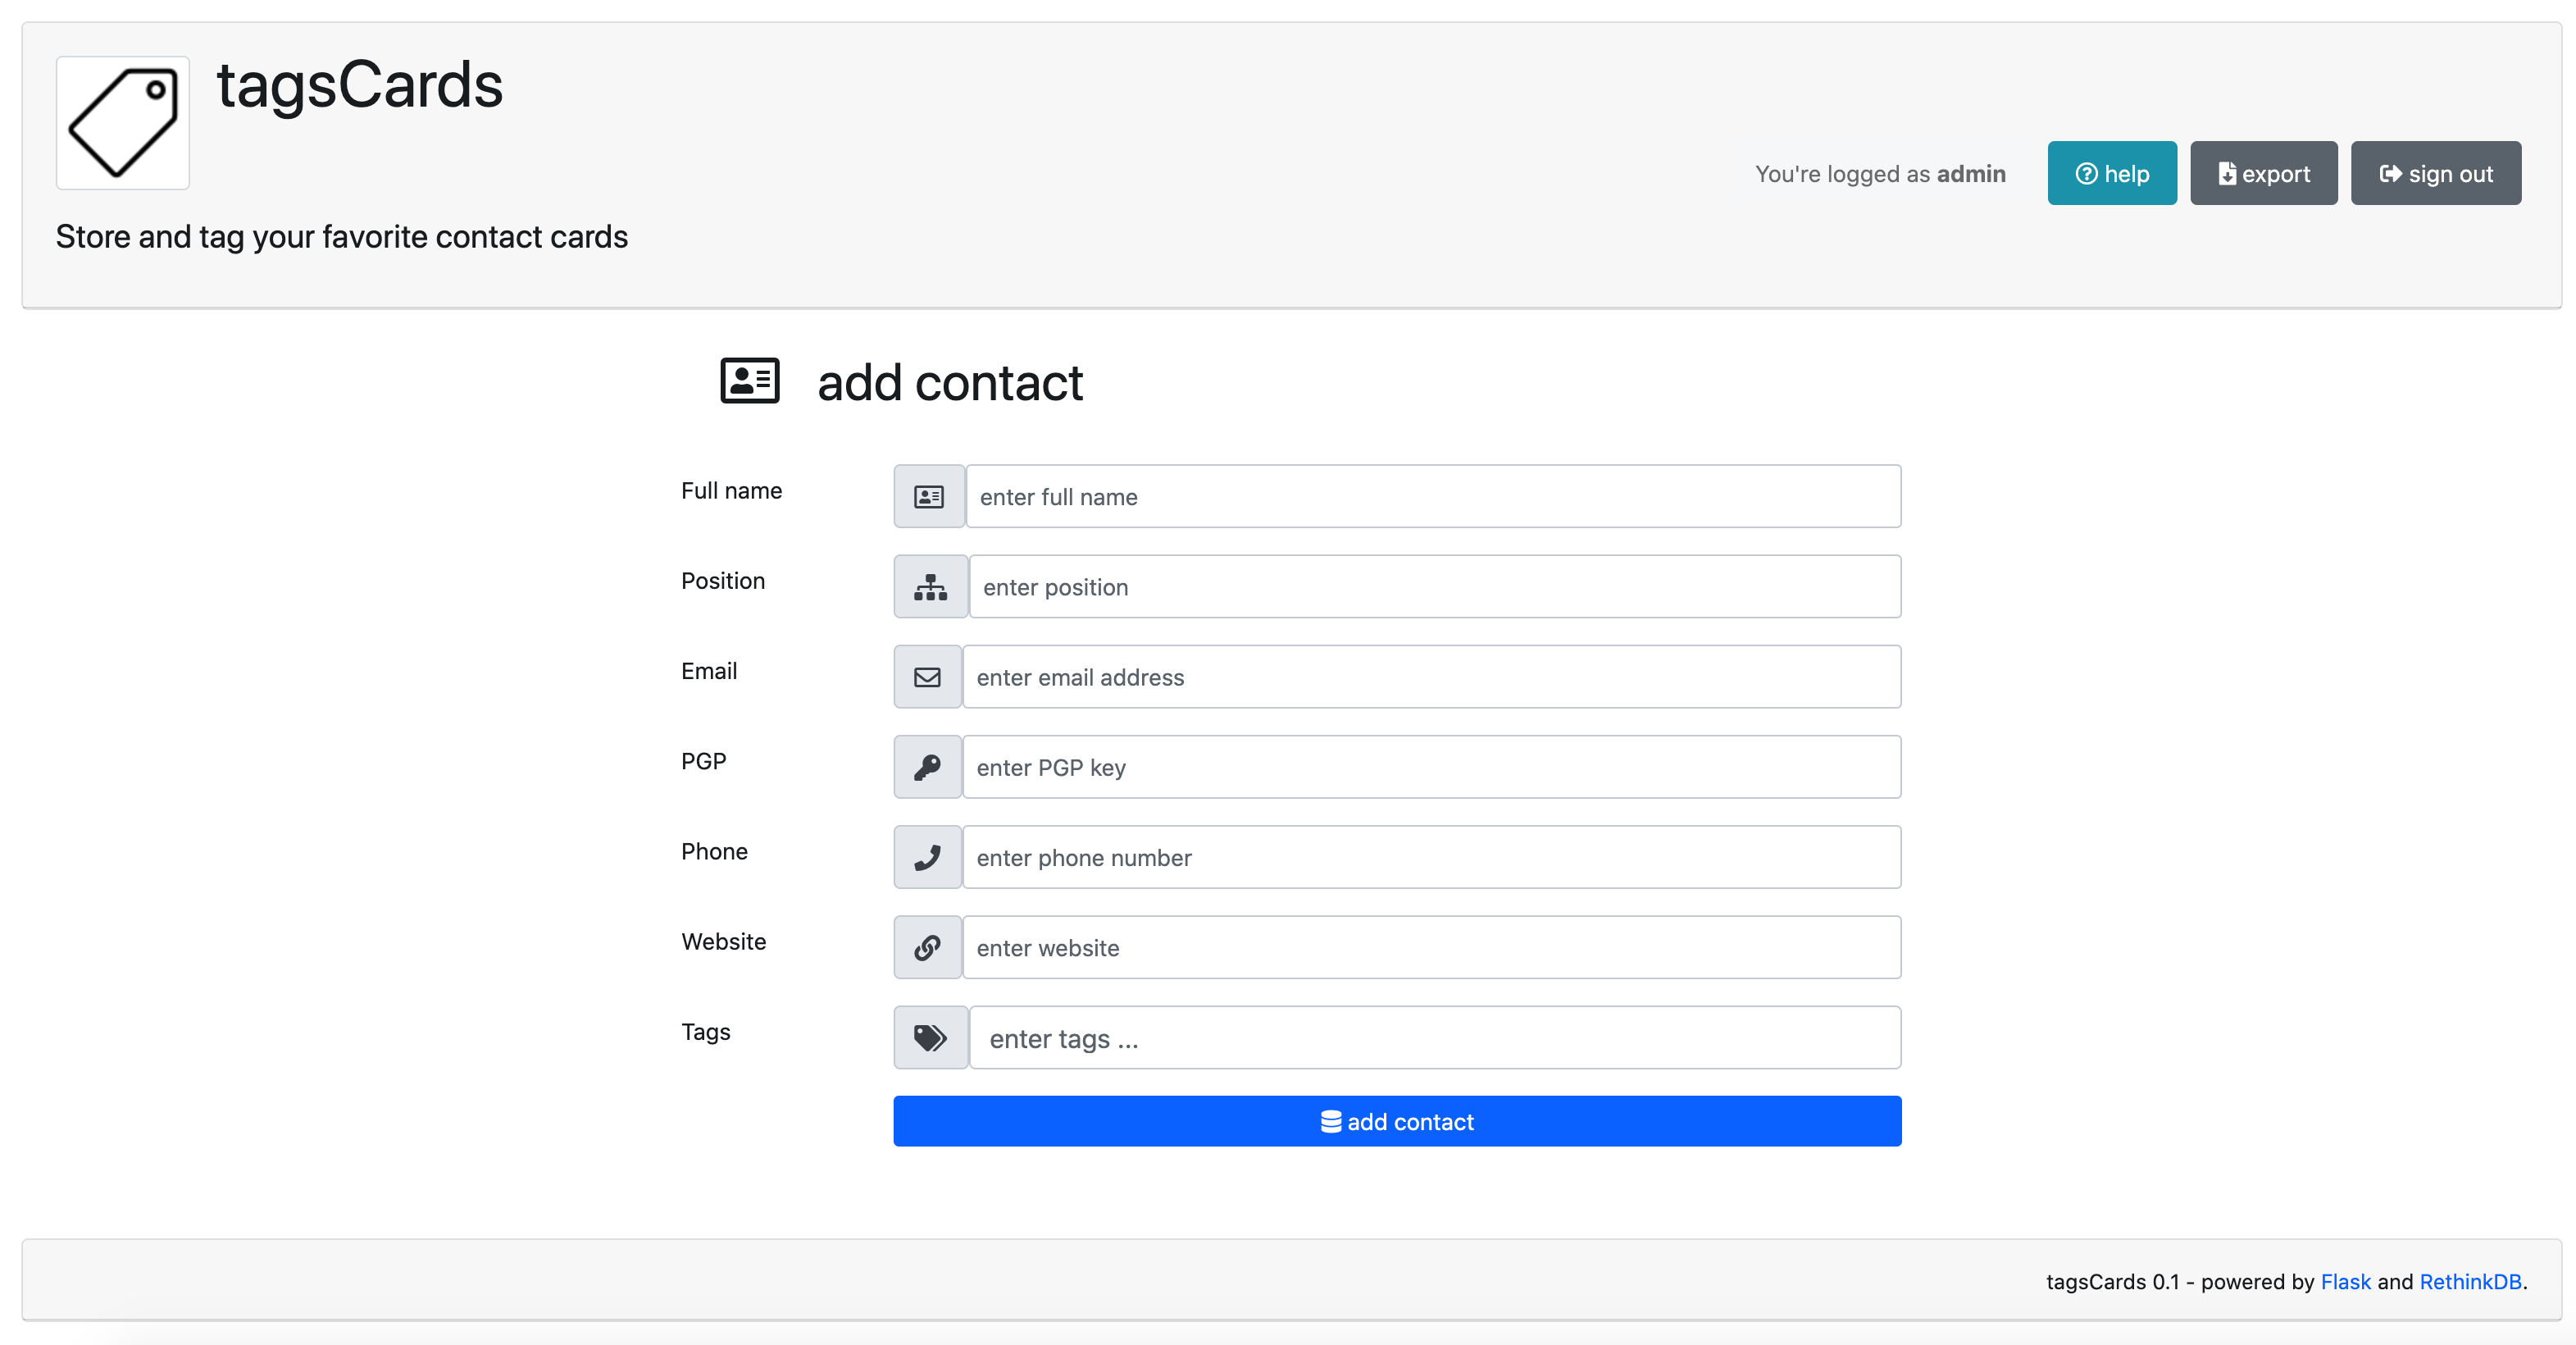 tagsCards
You're logged as admin
help
export
sign out
Store and tag your favorite contact cards
add contact
Full name
enter full name
Position
enter position
Email
enter email address
PGP
enter PGP key
Phone
enter phone number
Website
enter website
Tags
enter tags ...
add contact
tagsCards 0.1 - powered by Flask and RethinkDB.